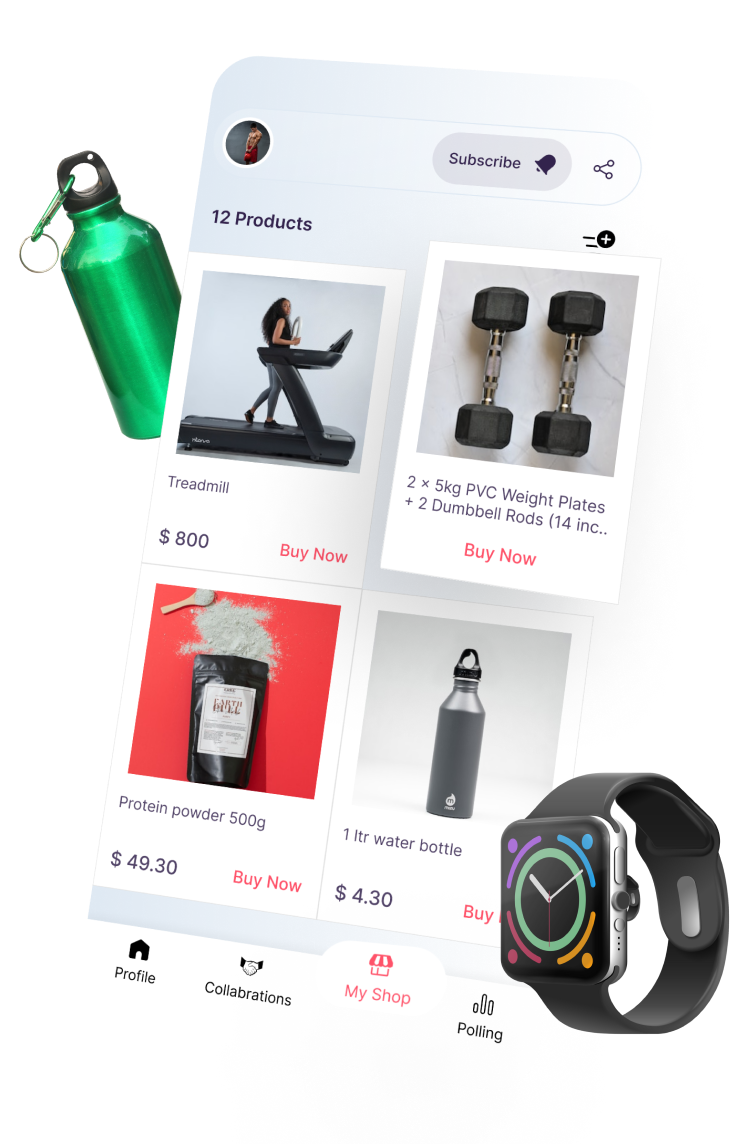 Subscribe
12 Products
Treadmill
$ 800
Buy Now
2 × 5kg PVC Weight Plates
+ 2 Dumbbell Rods (14 inc..
Buy Now
EARTH
Protein powder 500g
$ 49.30
Buy Now
1 ltr water bottle
$ 4.30
Buy
Profile
Collabrations
My Shop
Polling